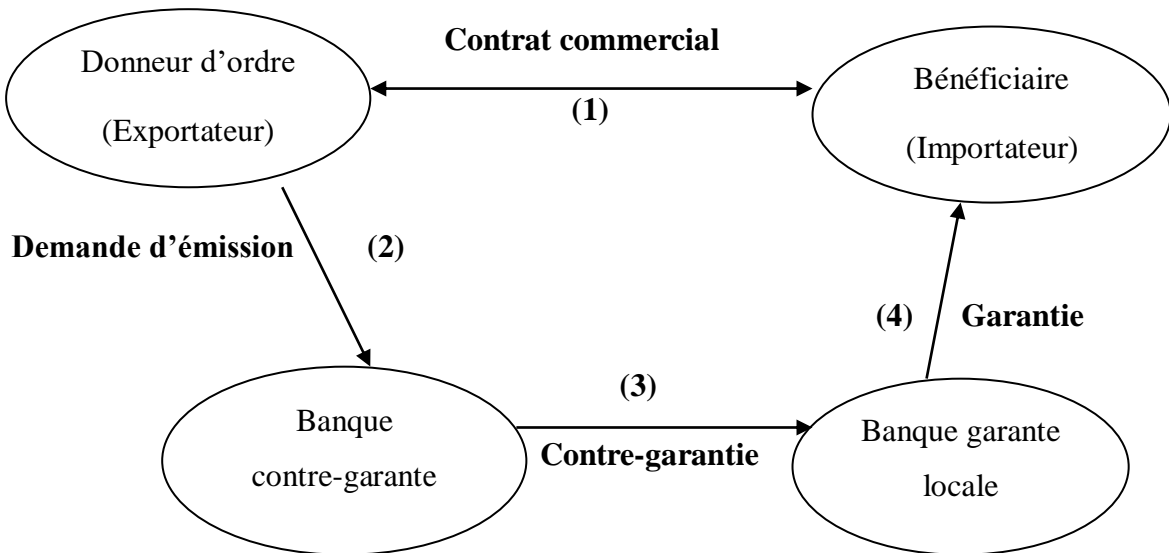 Contrat commercial
Donneur d'ordre
(Exportateur)
(1)
Bénéficiaire
(Importateur)
Demande d'émission
(2)
(4)
Garantie
Banque
contre-garante
(3)
Contre-garantie
Banque garante
locale